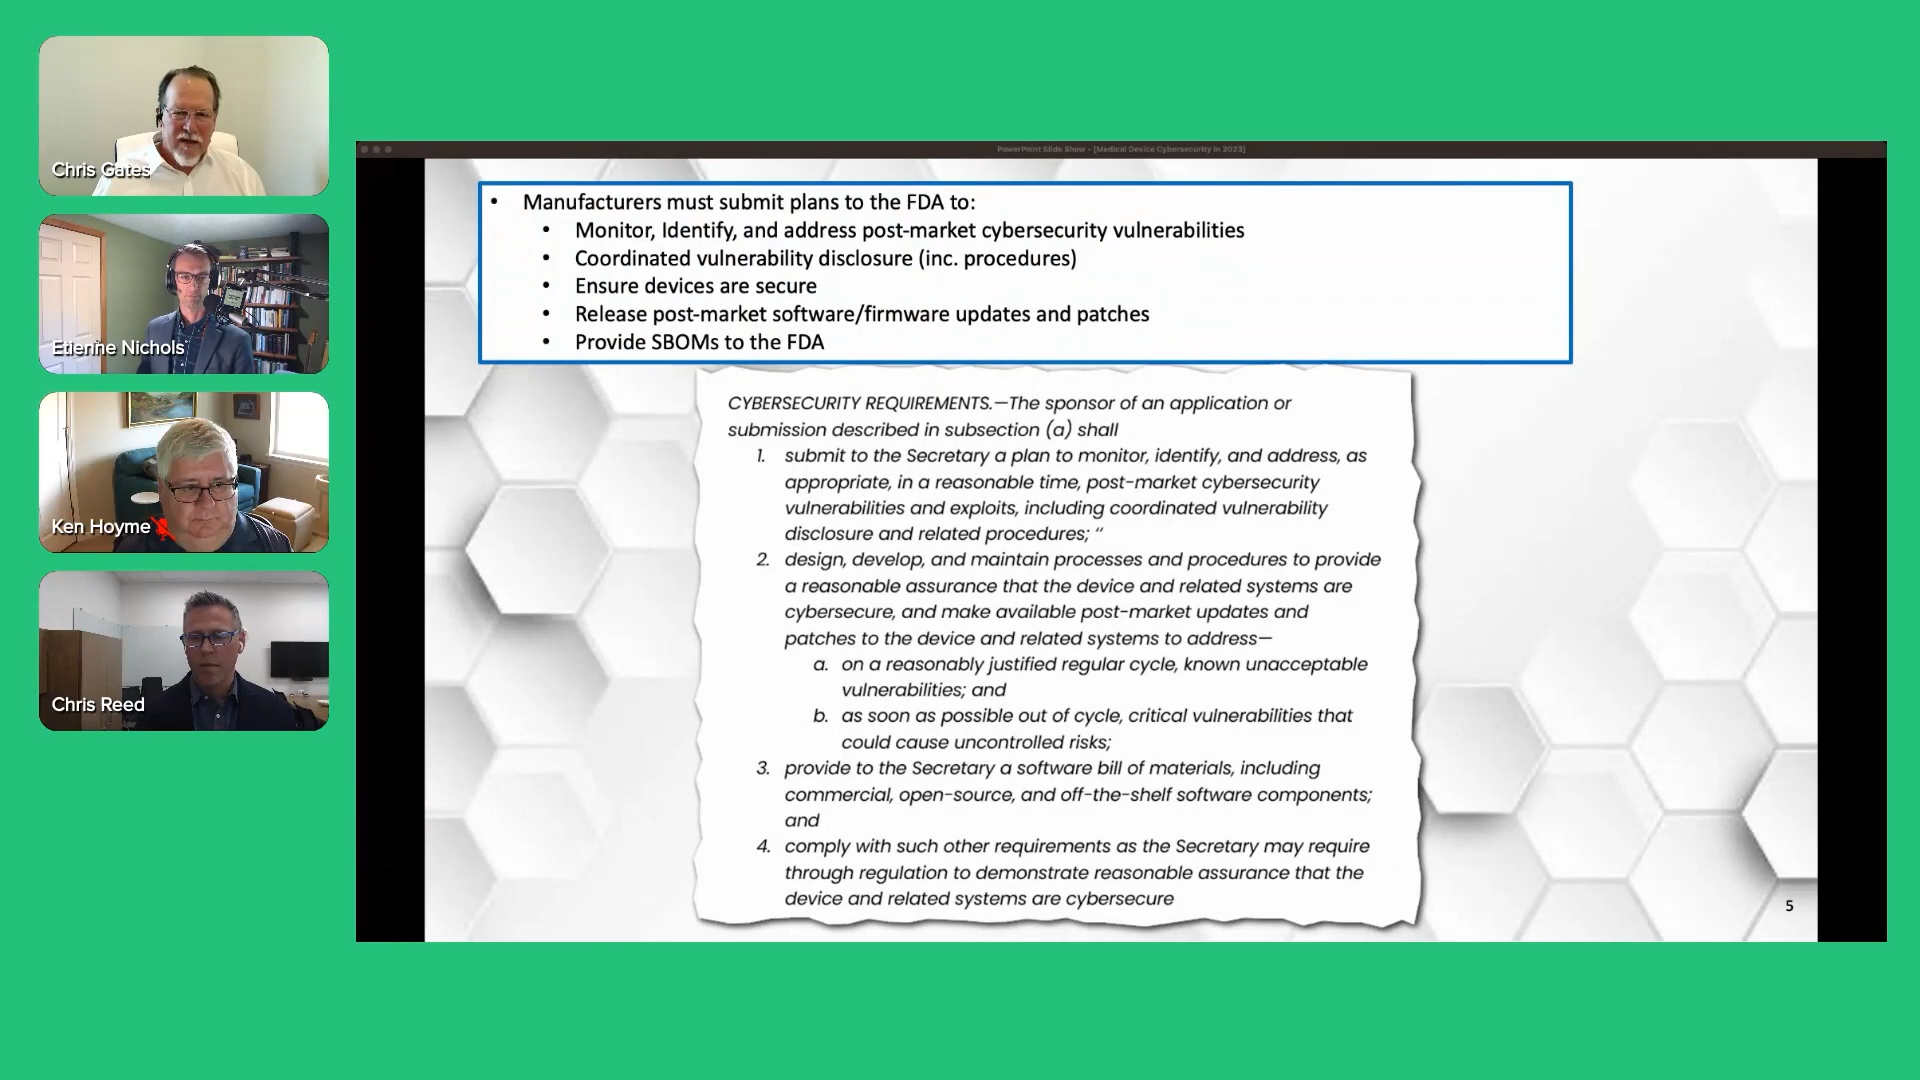 Chris Gates
Etienne Nichols
Ken Hoyme
Chris Reed
PowerPoint Slide Show - [Medical Device Cybersecurity in 2023]
• Manufacturers must submit plans to the FDA to:
• Monitor, Identify, and address post-market cybersecurity vulnerabilities
• Coordinated vulnerability disclosure (inc. procedures)
• Ensure devices are secure
• Release post-market software/firmware updates and patches
• Provide SBOMs to the FDA
CYBERSECURITY REQUIREMENTS.—The sponsor of an application or
submission described in subsection (a) shall
1. submit to the Secretary a plan to monitor, identify, and address, as
appropriate, in a reasonable time, post-market cybersecurity
vulnerabilities and exploits, including coordinated vulnerability
disclosure and related procedures; “
2. design, develop, and maintain processes and procedures to provide
a reasonable assurance that the device and related systems are
cybersecure, and make available post-market updates and
patches to the device and related systems to address—
a. on a reasonably justified regular cycle, known unacceptable
vulnerabilities; and
b. as soon as possible out of cycle, critical vulnerabilities that
could cause uncontrolled risks;
3. provide to the Secretary a software bill of materials, including
commercial, open-source, and off-the-shelf software components;
and
4. comply with such other requirements as the Secretary may require
through regulation to demonstrate reasonable assurance that the
device and related systems are cybersecure
5